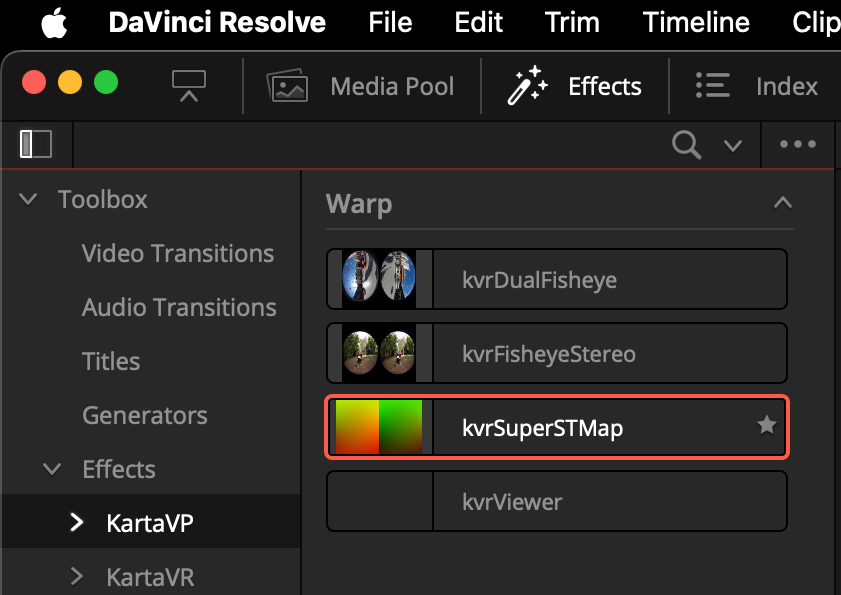 DaVinci Resolve File Edit Trim Timeline Clip
Media Pool Effects Index
Toolbox
Video Transitions
Audio Transitions
Titles
Generators
Effects
KartaVP
KartaVR
Warp
kvrDualFisheye
kvrFisheyeStereo
kvrSuperSTMap
kvrViewer